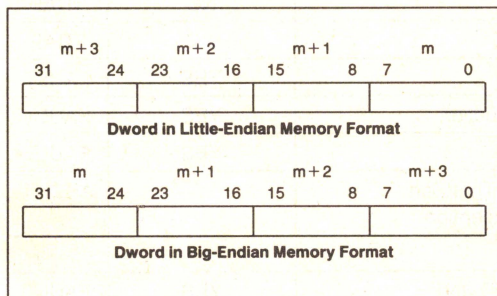 m+3 m+2 m+1 m
31 24 23 16 15 8 7 0
Dword in Little-Endian Memory Format
m m+1 m+2 m+3
31 24 23 16 15 8 7 0
Dword in Big-Endian Memory Format